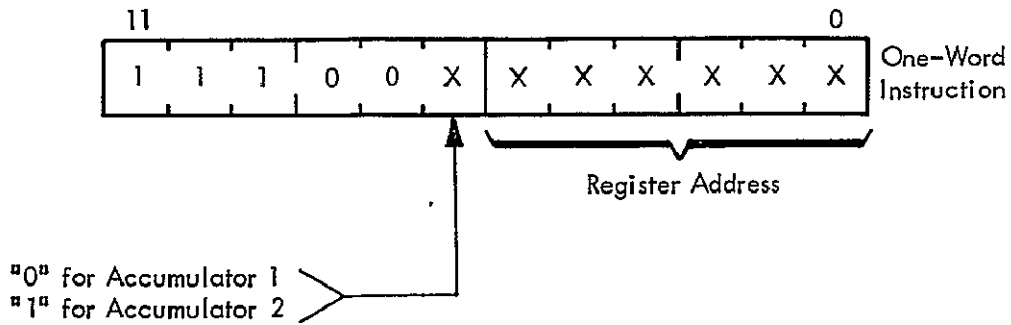 11 0
1 1 1 0 0 X X X X X X X
One-Word
Instruction
Register Address
"0" for Accumulator 1
"1" for Accumulator 2